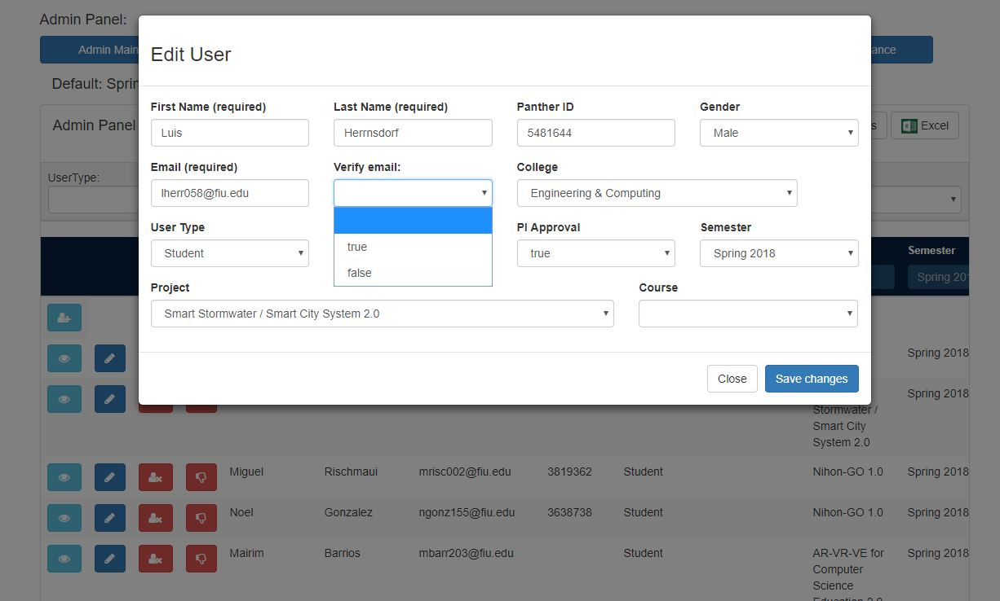 Admin Panel:
Admin Main
ance
Default: Sprin
Edit User
First Name (required)
Last Name (required)
Panther ID
Gender
Luis
Herrnsdorf
5481644
Male
Admin Panel
s
Excel
Email (required)
Verify email:
College
UserType:
lherr058@fiu.edu
Engineering & Computing
User Type
PI Approval
Semester
true
false
Student
true
Spring 2018
Semester
Spring 201
Project
Course
Smart Stormwater / Smart City System 2.0
Close
Save changes
Spring 2018
Spring 2018
Stormwater /
Smart City
System 2.0
Miguel Rischmaui mrisc002@fiu.edu 3819362 Student Nihon-GO 1.0 Spring 2018
Noel Gonzalez ngonz155@fiu.edu 3638738 Student Nihon-GO 1.0 Spring 2018
Mairim Barrios mbarr203@fiu.edu Student AR-VR-VE for Spring 2018
Computer
Science
Education 2.0